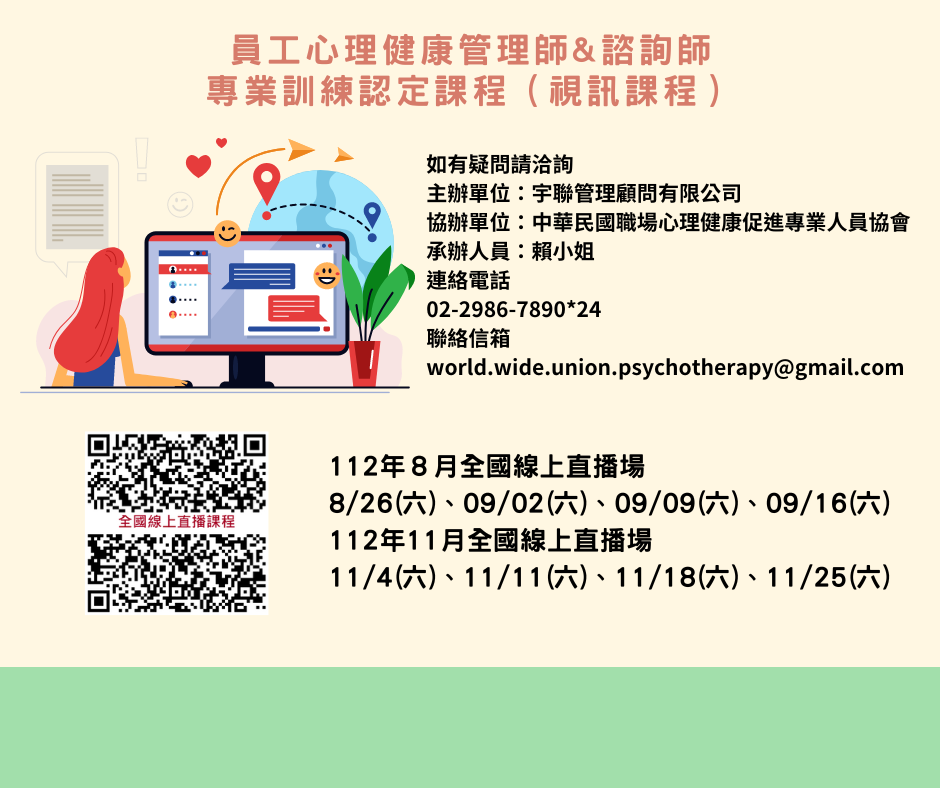 員工心理健康管理師&諮詢師
專業訓練認定課程（視訊課程）
如有疑問請洽詢
主辦單位：宇聯管理顧問有限公司
協辦單位：中華民國職場心理健康促進專業人員協會
承辦人員：賴小姐
連絡電話
02-2986-7890*24
聯絡信箱
world.wide.union.psychotherapy@gmail.com
全國線上直播課程
112年８月全國線上直播場
8/26(六)、09/02(六)、09/09(六)、09/16(六)
112年11月全國線上直播場
11/4(六)、11/11(六)、11/18(六)、11/25(六)